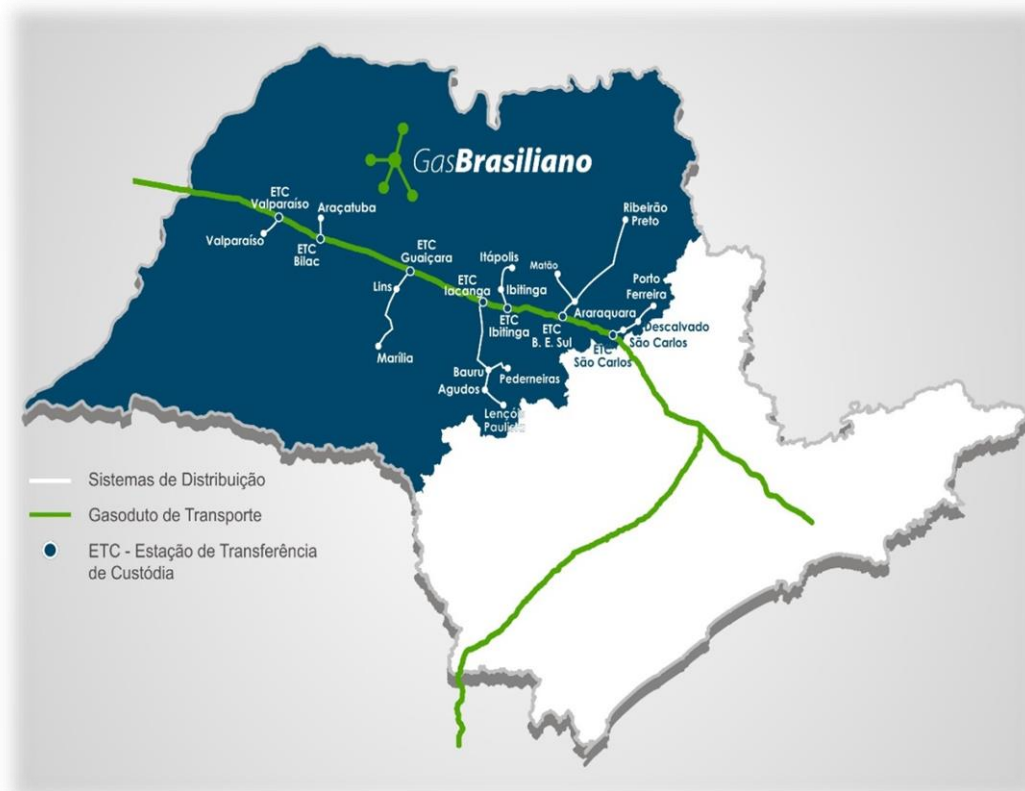 GasBrasiliano
ETC
Valparaíso
Araçatuba
Valparaíso
ETC
Bilac
ETC
Guaiçara
Lins
Marília
ETC
Iacanga
Itápolis
Ibitinga
ETC
Ibitinga
Bauru
Pederneiras
Agudos
Lençóis
Paulista
Matão
Ribeirão
Preto
Araraquara
ETC
B. E. Sul
Porto
Ferreira
Descalvado
São Carlos
ETC
São Carlos
Sistemas de Distribuição
Gasoduto de Transporte
ETC - Estação de Transferência
de Custódia